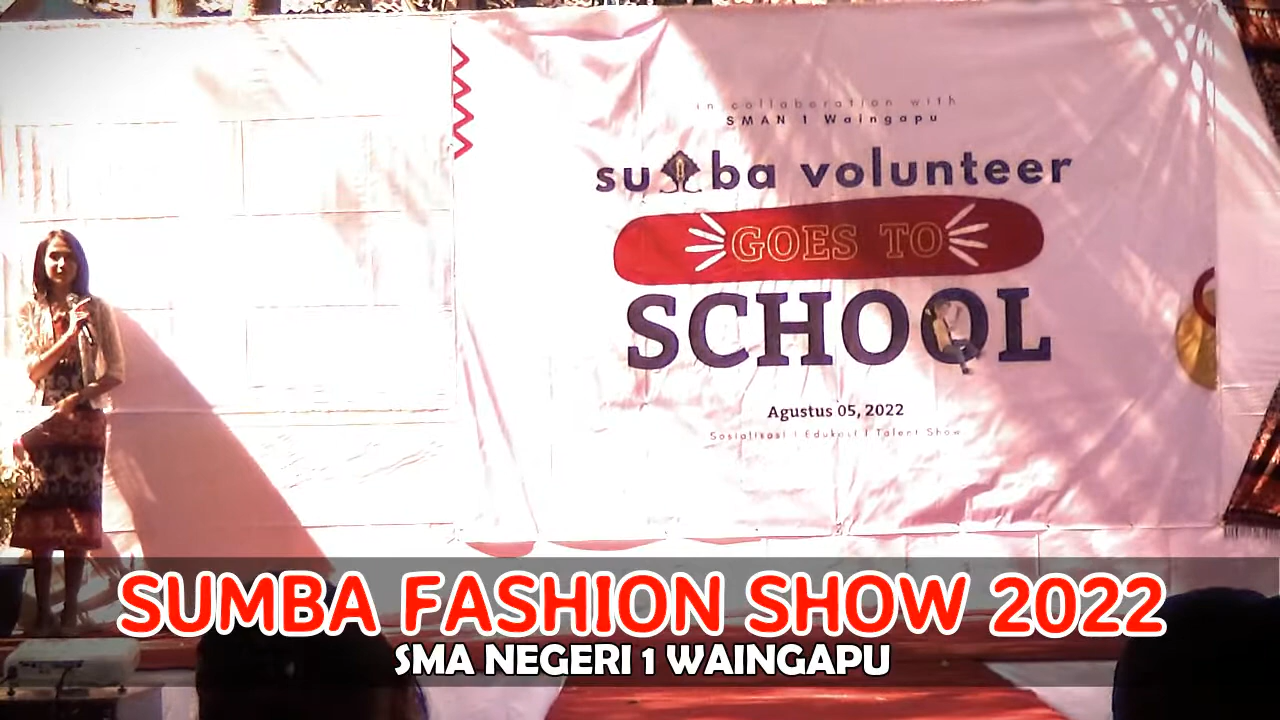 in collaboration with
SMAN 1 Waingapu
sumba volunteer
GOES TO
SCHOOL
Agustus 05, 2022
Sosialisasi | Edukasi | Talent Show
SUMBA FASHION SHOW 2022
SMA NEGERI 1 WAINGAPU